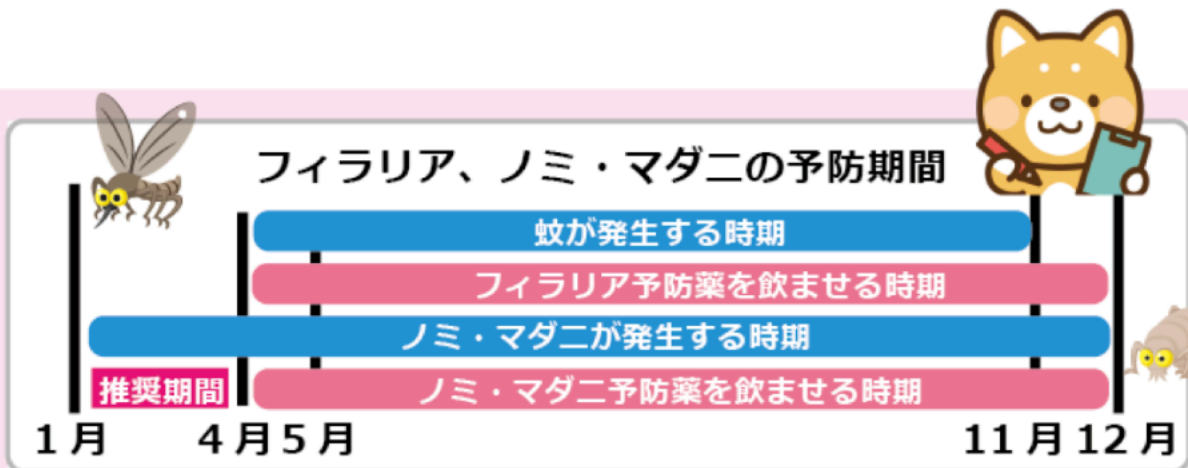 フィラリア、ノミ・マダニの予防期間
蚊が発生する時期
フィラリア予防薬を飲ませる時期
ノミ・マダニが発生する時期
推奨期間
ノミ・マダニ予防薬を飲ませる時期
1月
4月
5月
11月
12月